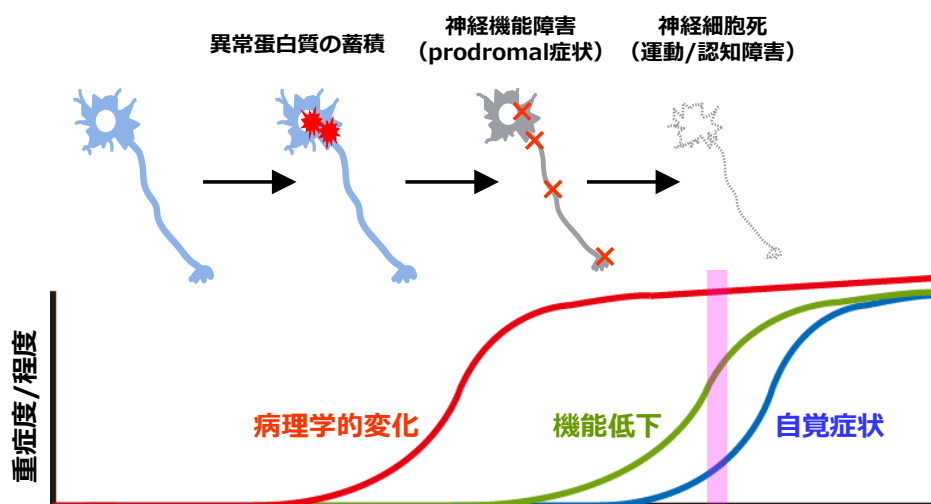 異常蛋白質の蓄積
神経機能障害
（prodromal症状）
神経細胞死
（運動/認知障害）
重症度/程度
病理学的変化
機能低下
自覚症状